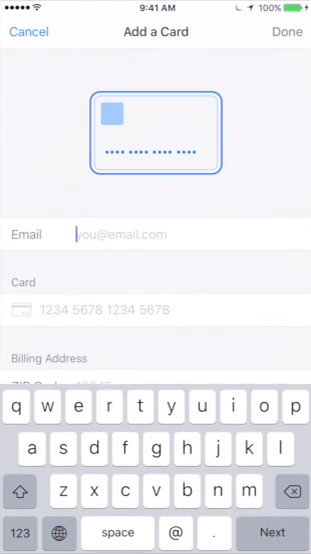 9:41 AM 100%
Cancel Add a Card Done
Email you@email.com
Card
1234 5678 1234 5678
Billing Address
q w e r t y u i o p
a s d f g h j k l
z x c v b n m
123 space @ . Next